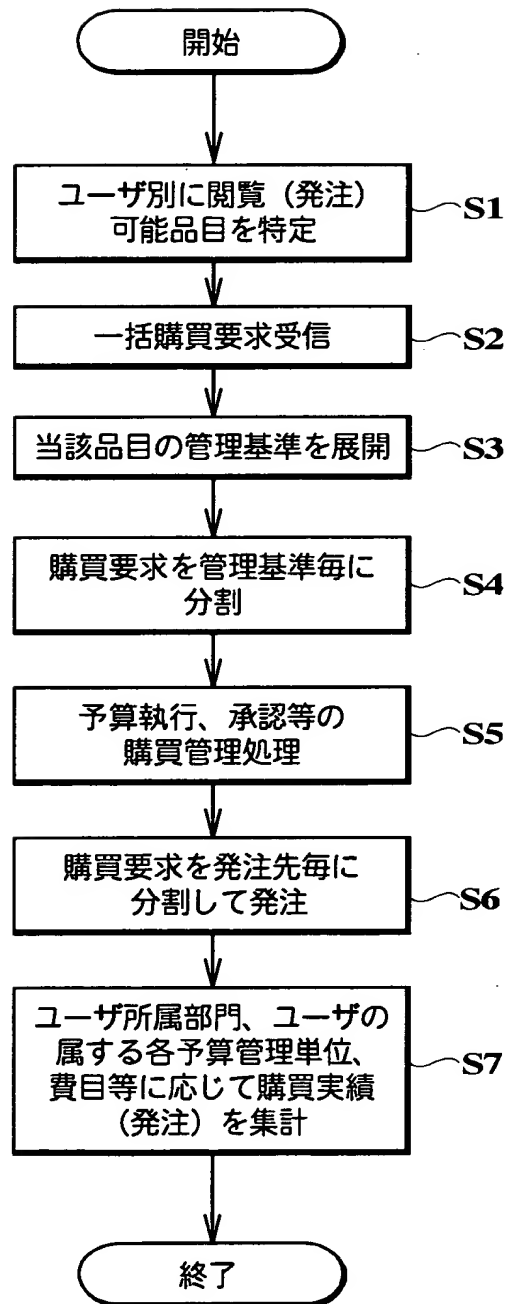 開始
ユーザ別に閲覧（発注）
可能品目を特定
S1
一括購買要求受信
S2
当該品目の管理基準を展開
S3
購買要求を管理基準毎に
分割
S4
予算執行、承認等の
購買管理処理
S5
購買要求を発注先毎に
分割して発注
S6
ユーザ所属部門、ユーザの
属する各予算管理単位、
費目等に応じて購買実績
（発注）を集計
S7
終了